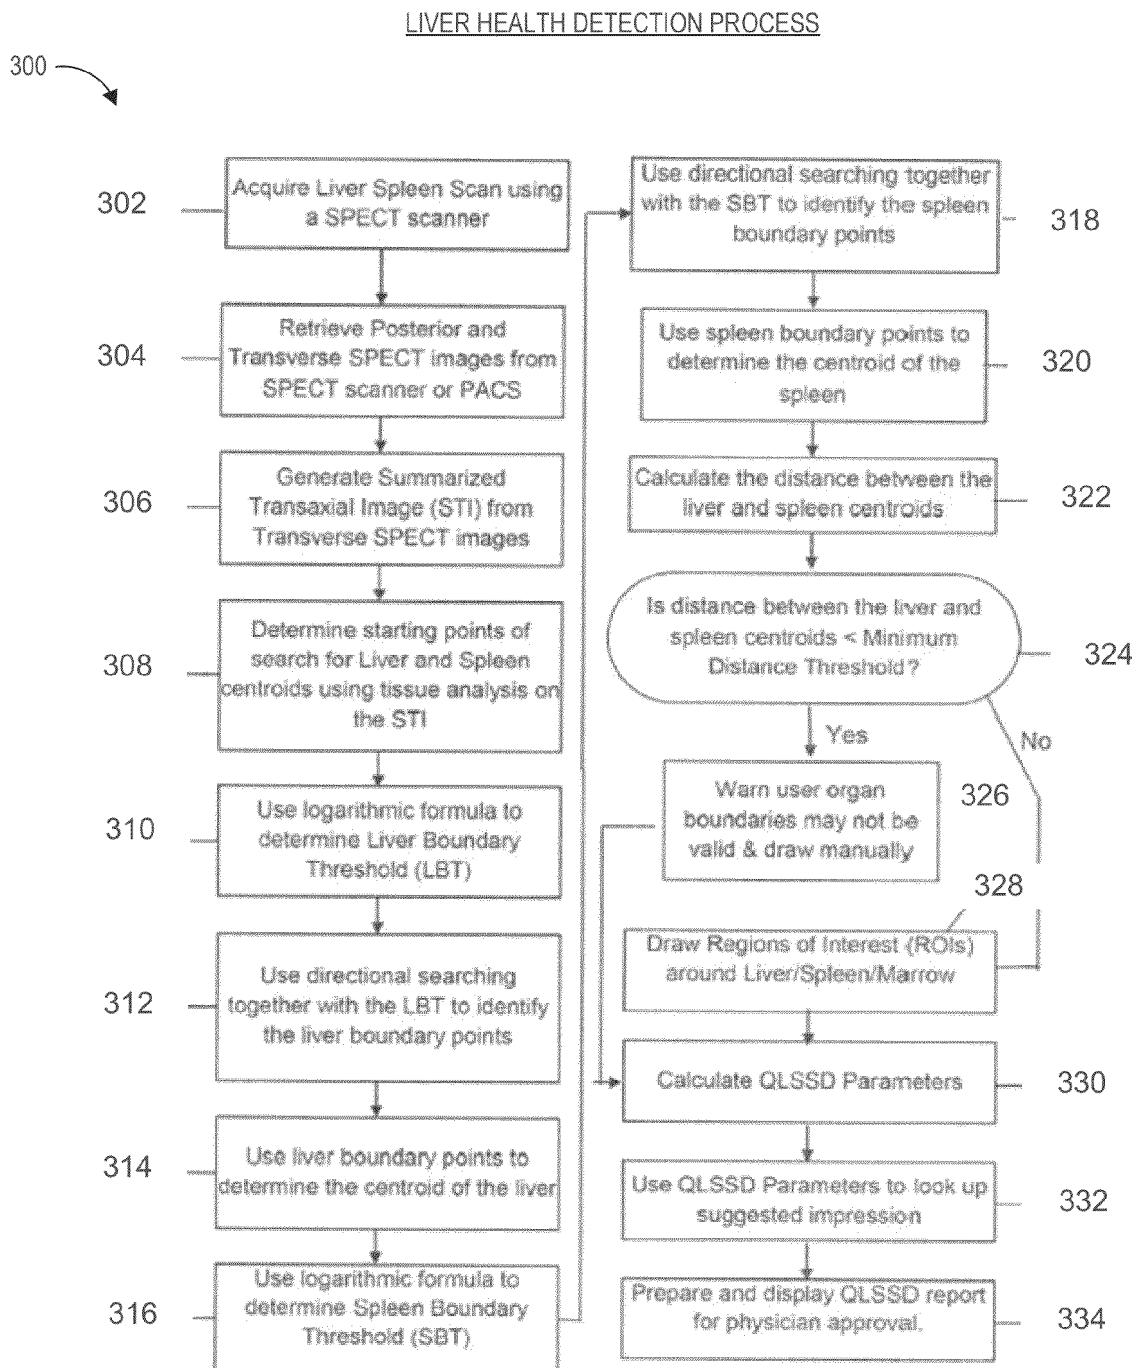 LIVER HEALTH DETECTION PROCESS
300
302
Acquire Liver Spleen Scan using
a SPECT scanner
304
Retrieve Posterior and
Transverse SPECT images from
SPECT scanner or PACS
306
Generate Summarized
Transaxial Image (STI) from
Transverse SPECT images
308
Determine starting points of
search for Liver and Spleen
centroids using tissue analysis on
the STI
310
Use logarithmic formula to
determine Liver Boundary
Threshold (LBT)
312
Use directional searching
together with the LBT to identify
the liver boundary points
314
Use liver boundary points to
determine the centroid of the liver
316
Use logarithmic formula to
determine Spleen Boundary
Threshold (SBT)
Use directional searching together
with the SBT to identify the spleen
boundary points
318
Use spleen boundary points to
determine the centroid of the
spleen
320
Calculate the distance between the
liver and spleen centroids
322
Is distance between the liver and
spleen centroids < Minimum
Distance Threshold?
324
Yes
No
Warn user organ
boundaries may not be
valid & draw manually
326
328
Draw Regions of Interest (ROIs)
around Liver/Spleen/Marrow
Calculate QLSSD Parameters
330
Use QLSSD Parameters to look up
suggested impression
332
Prepare and display QLSSD report
for physician approval.
334